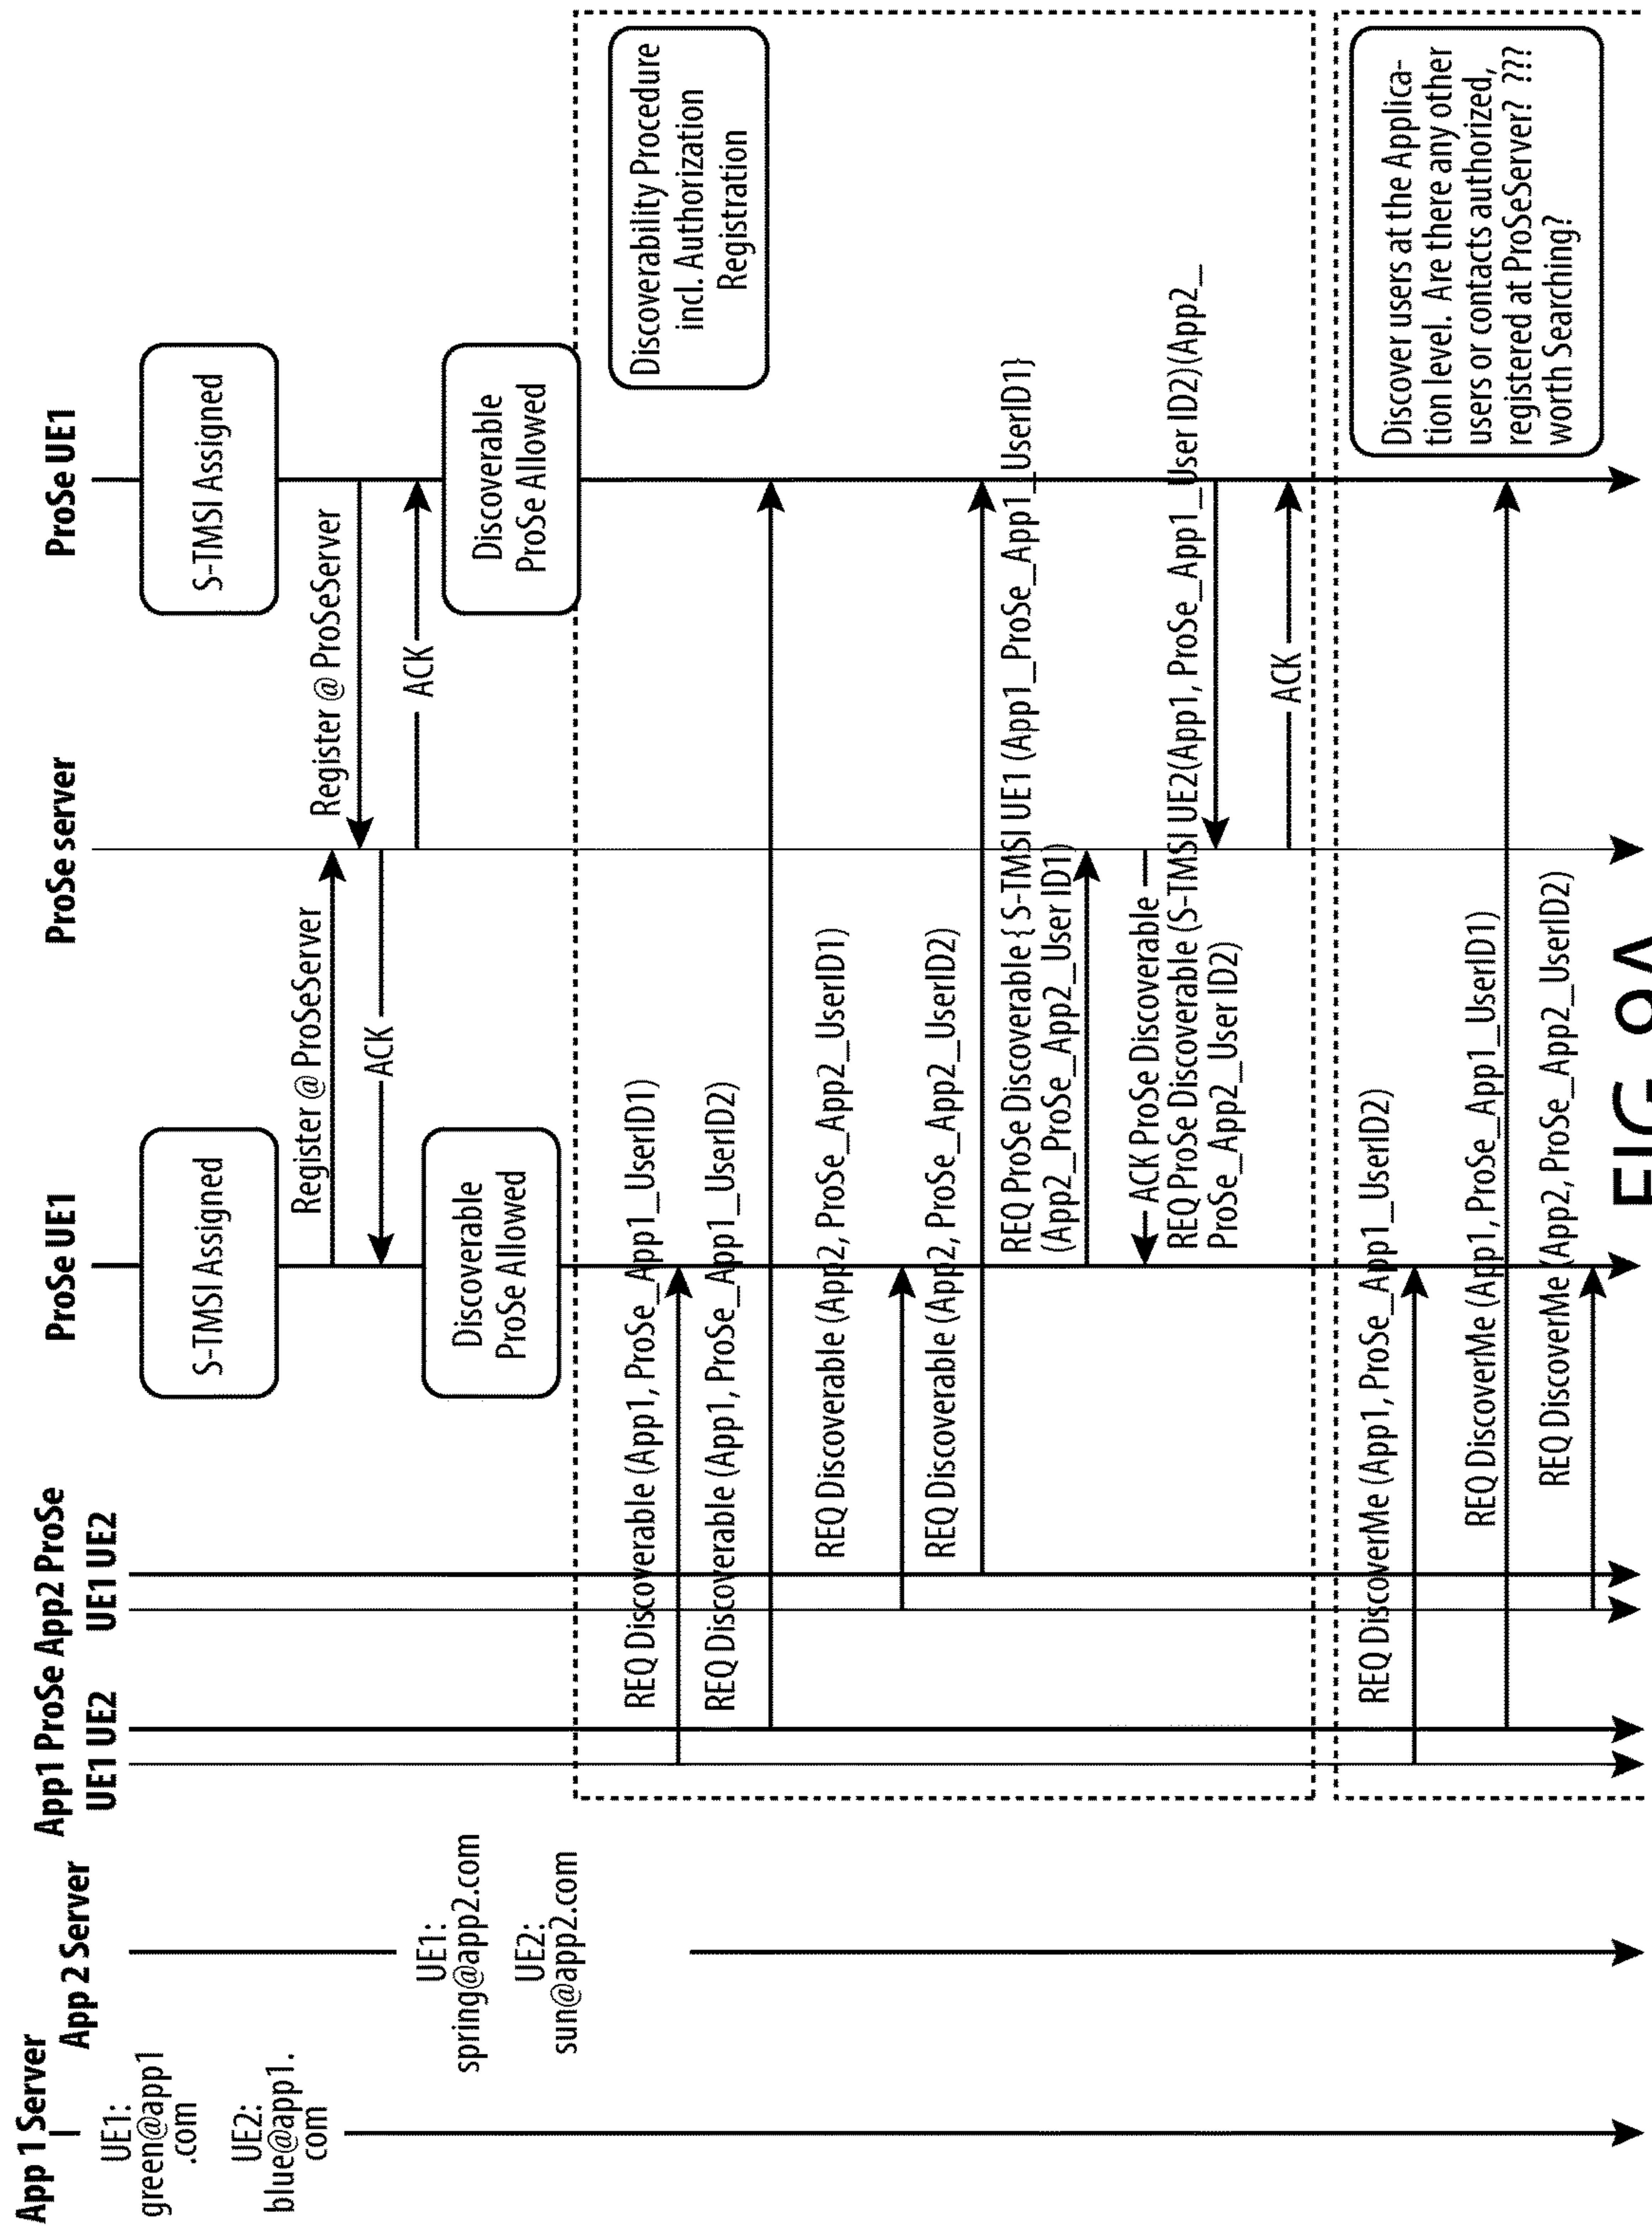 App 1 Server
App 2 Server
App1 ProSe App2 ProSe
UE1 UE2
UE1 UE2
ProSe UE1
ProSe server
ProSe UE1
UE1:
green@app1
.com
UE2:
blue@app1.
com
UE1:
spring@app2.com
UE2:
sun@app2.com
S-TMSI Assigned
S-TMSI Assigned
Register @ ProSeServer
Register @ ProSeServer
ACK
ACK
Discoverable
ProSe Allowed
Discoverable
ProSe Allowed
Discoverability Procedure
incl. Authorization
Registration
REQ Discoverable (App1, ProSe_App1_UserID1)
REQ Discoverable (App1, ProSe_App1_UserID2)
REQ Discoverable (App2, ProSe_App2_UserID1)
REQ Discoverable (App2, ProSe_App2_UserID2)
REQ ProSe Discoverable { S-TMSI UE1 (App1_ProSe_App1_UserID1}
(App2_ProSe_App2_User ID1)
ACK ProSe Discoverable
REQ ProSe Discoverable (S-TMSI UE2(App1, ProSe_App1_User ID2)(App2_
ProSe_App2_User ID2)
ACK
Discover users at the Applica-
tion level. Are there any other
users or contacts authorized,
registered at ProSeServer? ???
worth Searching?
REQ DiscoverMe (App1, ProSe_App1_UserID2)
REQ DiscoverMe (App1, ProSe_App1_UserID1)
REQ DiscoverMe (App2, ProSe_App2_UserID2)
FIG. 8A